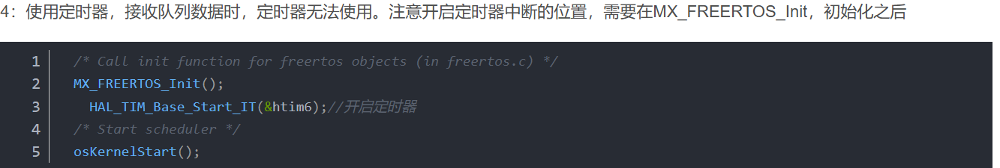 4：使用定时器，接收队列数据时，定时器无法使用。注意开启定时器中断的位置，需要在MX_FREERTOS_Init，初始化之后
1 /* Call init function for freertos objects (in freertos.c) */
2 MX_FREERTOS_Init();
3 HAL_TIM_Base_Start_IT(&htim6);//开启定时器
4 /* Start scheduler */
5 osKernelStart();